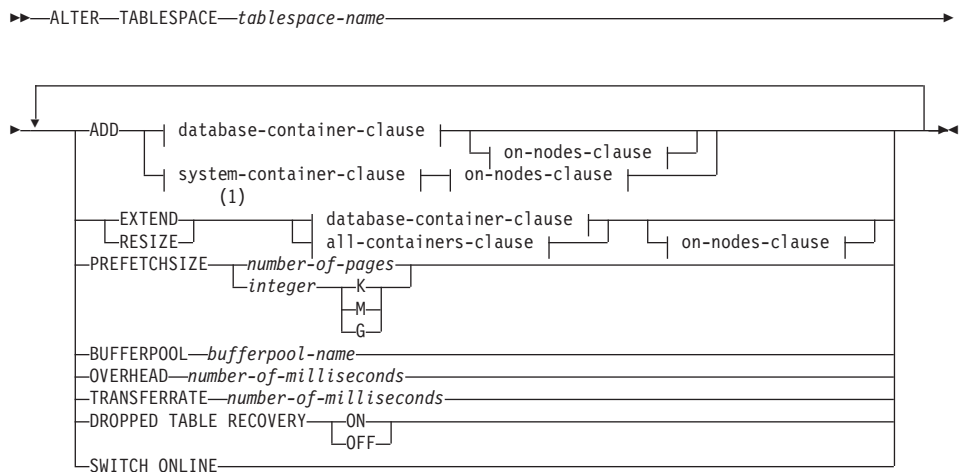 ALTER TABLESPACE tablespace-name
ADD database-container-clause
on-nodes-clause
system-container-clause on-nodes-clause
(1)
EXTEND database-container-clause
RESIZE all-containers-clause on-nodes-clause
PREFETCHSIZE number-of-pages
integer K
M
G
BUFFERPOOL bufferpool-name
OVERHEAD number-of-milliseconds
TRANSFERRATE number-of-milliseconds
DROPPED TABLE RECOVERY ON
OFF
SWITCH ONLINE